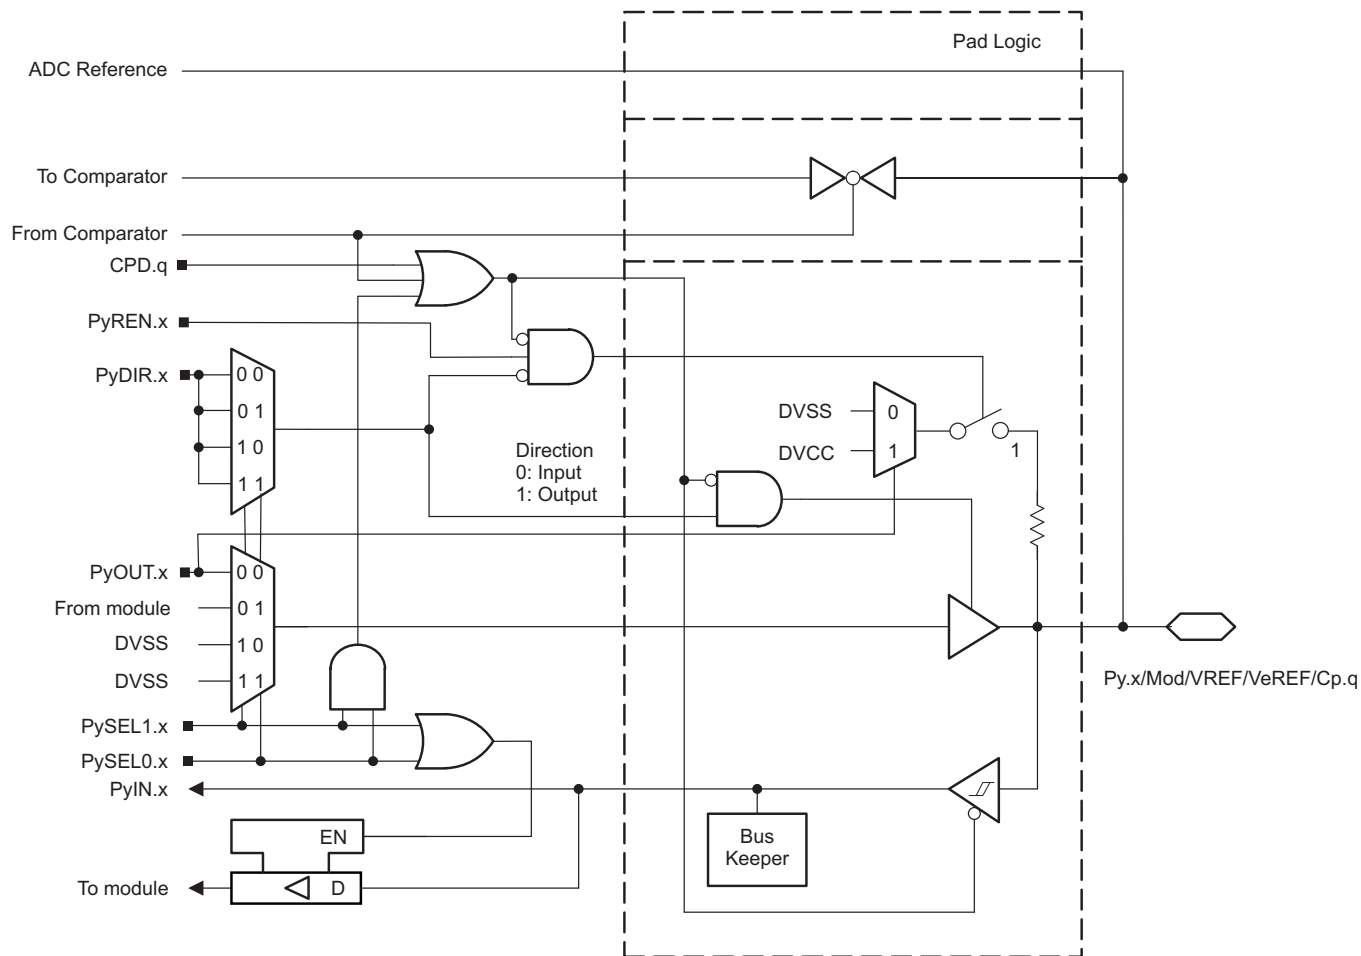 Pad Logic
ADC Reference
To Comparator
From Comparator
CPD.q
PyREN.x
PyDIR.x
0 0
0 1
1 0
1 1
Direction
0: Input
1: Output
DVSS
0
DVCC
1
1
PyOUT.x
0 0
From module
0 1
DVSS
1 0
DVSS
1 1
Py.x/Mod/VREF/VeREF/Cp.q
PySEL1.x
PySEL0.x
PyIN.x
EN
Bus
Keeper
To module
D